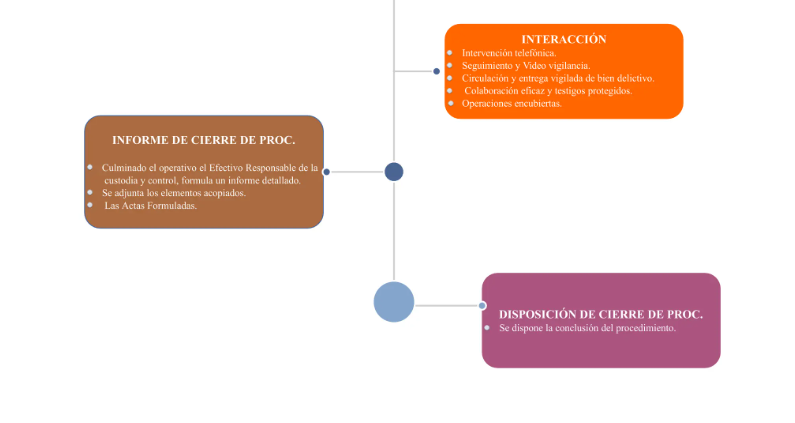 INTERACCIÓN
Intervención telefónica.
Seguimiento y Video vigilancia.
Circulación y entrega vigilada de bien delictivo.
Colaboración eficaz y testigos protegidos.
Operaciones encubiertas.
INFORME DE CIERRE DE PROC.
Culminado el operativo el Efectivo Responsable de la
custodia y control, formula un informe detallado.
Se adjunta los elementos acopiados.
Las Actas Formuladas.
DISPOSICIÓN DE CIERRE DE PROC.
Se dispone la conclusión del procedimiento.